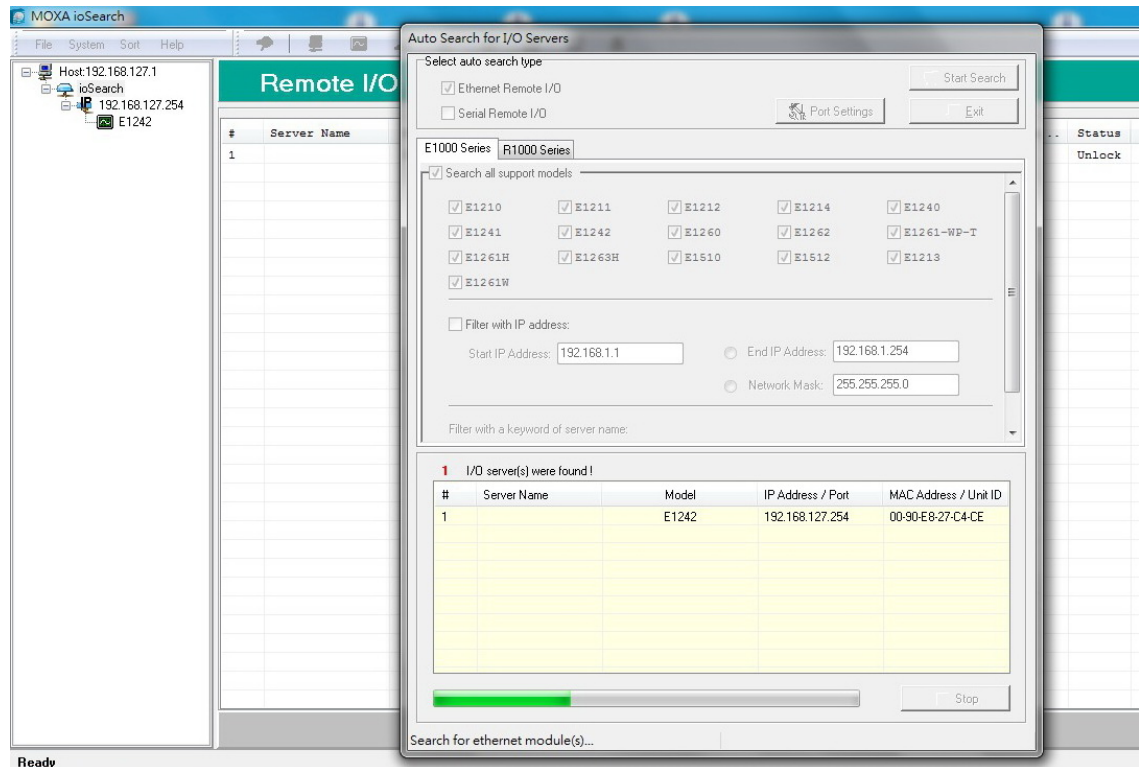 MOXA ioSearch
File System Sort Help
Host:192.168.127.1
ioSearch
192.168.127.254
E1242
Remote I/O
# Server Name .. Status
1 Unlock
Auto Search for I/O Servers
Select auto search type
Ethernet Remote I/O
Start Search
Serial Remote I/O
Port Settings
Exit
E1000 Series R1000 Series
Search all support models
E1210 E1211 E1212 E1214 E1240
E1241 E1242 E1260 E1262 E1261-WP-T
E1261H E1263H E1510 E1512 E1213
E1261W
Filter with IP address:
Start IP Address: 192.168.1.1 End IP Address: 192.168.1.254
Network Mask: 255.255.255.0
Filter with a keyword of server name:
1 I/O server(s) were found !
# Server Name Model IP Address / Port MAC Address / Unit ID
1 E1242 192.168.127.254 00-90-E8-27-C4-CE
Stop
Search for ethernet module(s)...
Ready